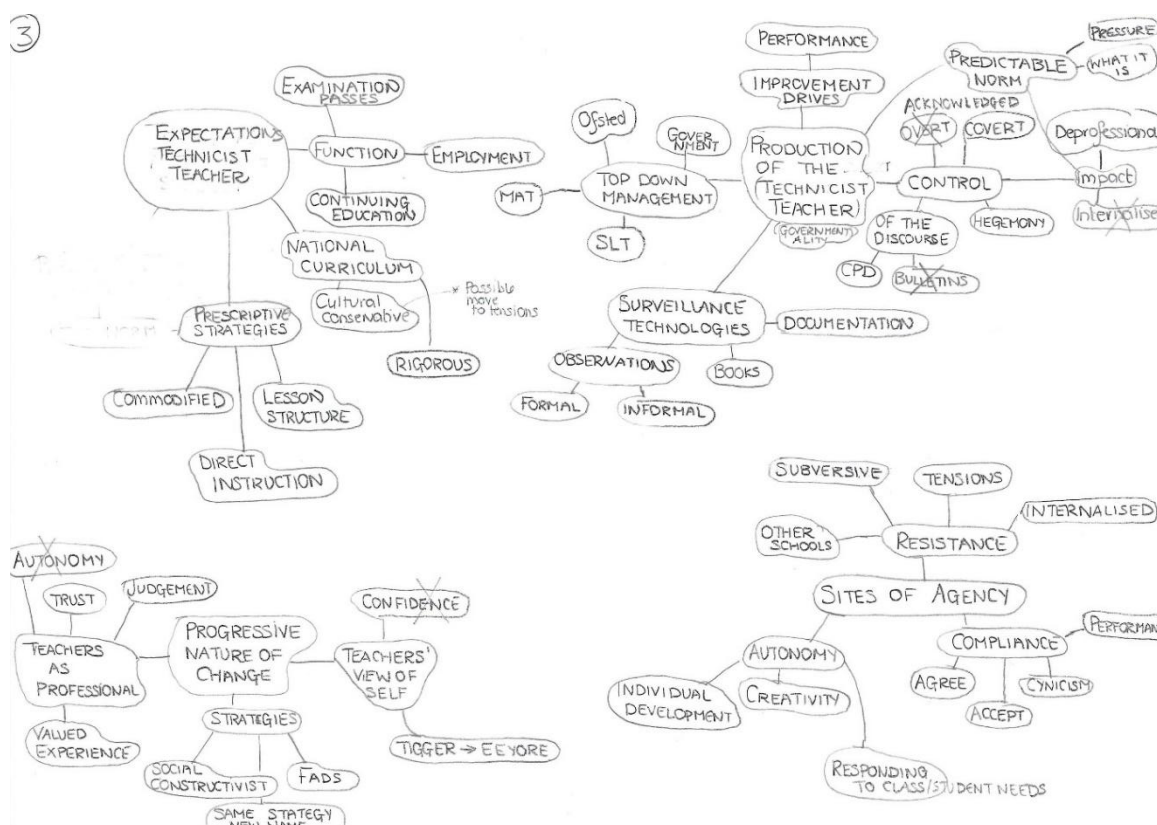 3
EXPECTATIONS
TECHNICIST
TEACHER
EXAMINATION
PASSES
FUNCTION
EMPLOYMENT
CONTINUING
EDUCATION
NATIONAL
CURRICULUM
Cultural
conservative
* Possible
move
to tensions
RIGOROUS
PRESCRIPTIVE
STRATEGIES
COMMODIFIED
LESSON
STRUCTURE
DIRECT
INSTRUCTION
PERFORMANCE
IMPROVEMENT
DRIVES
Ofsted
GOVERNMENT
MAT
TOP DOWN
MANAGEMENT
SLT
PRODUCTION
OF THE
TECHNICIST
TEACHER
GOVERNMENT
ALITY
PREDICTABLE
NORM
PRESSURE
WHAT IT
IS
ACKNOWLEDGED
OVERT
COVERT
CONTROL
Deprofessional
Impact
Internalise
HEGEMONY
OF THE
DISCOURSE
CPD
BULLETINS
SURVEILLANCE
TECHNOLOGIES
DOCUMENTATION
OBSERVATIONS
BOOKS
FORMAL
INFORMAL
AUTONOMY
TRUST
JUDGEMENT
TEACHERS
AS
PROFESSIONAL
VALUED
EXPERIENCE
PROGRESSIVE
NATURE OF
CHANGE
CONFIDENCE
TEACHERS'
VIEW OF
SELF
TIGGER → EEYORE
STRATEGIES
SOCIAL
CONSTRUCTIVIST
FADS
SAME STATEGY
NEW NAME
SUBVERSIVE
TENSIONS
INTERNALISED
OTHER
SCHOOLS
RESISTANCE
SITES OF AGENCY
AUTONOMY
INDIVIDUAL
DEVELOPMENT
CREATIVITY
RESPONDING
TO CLASS/STUDENT NEEDS
COMPLIANCE
PERFORMAN
AGREE
ACCEPT
CYNICISM